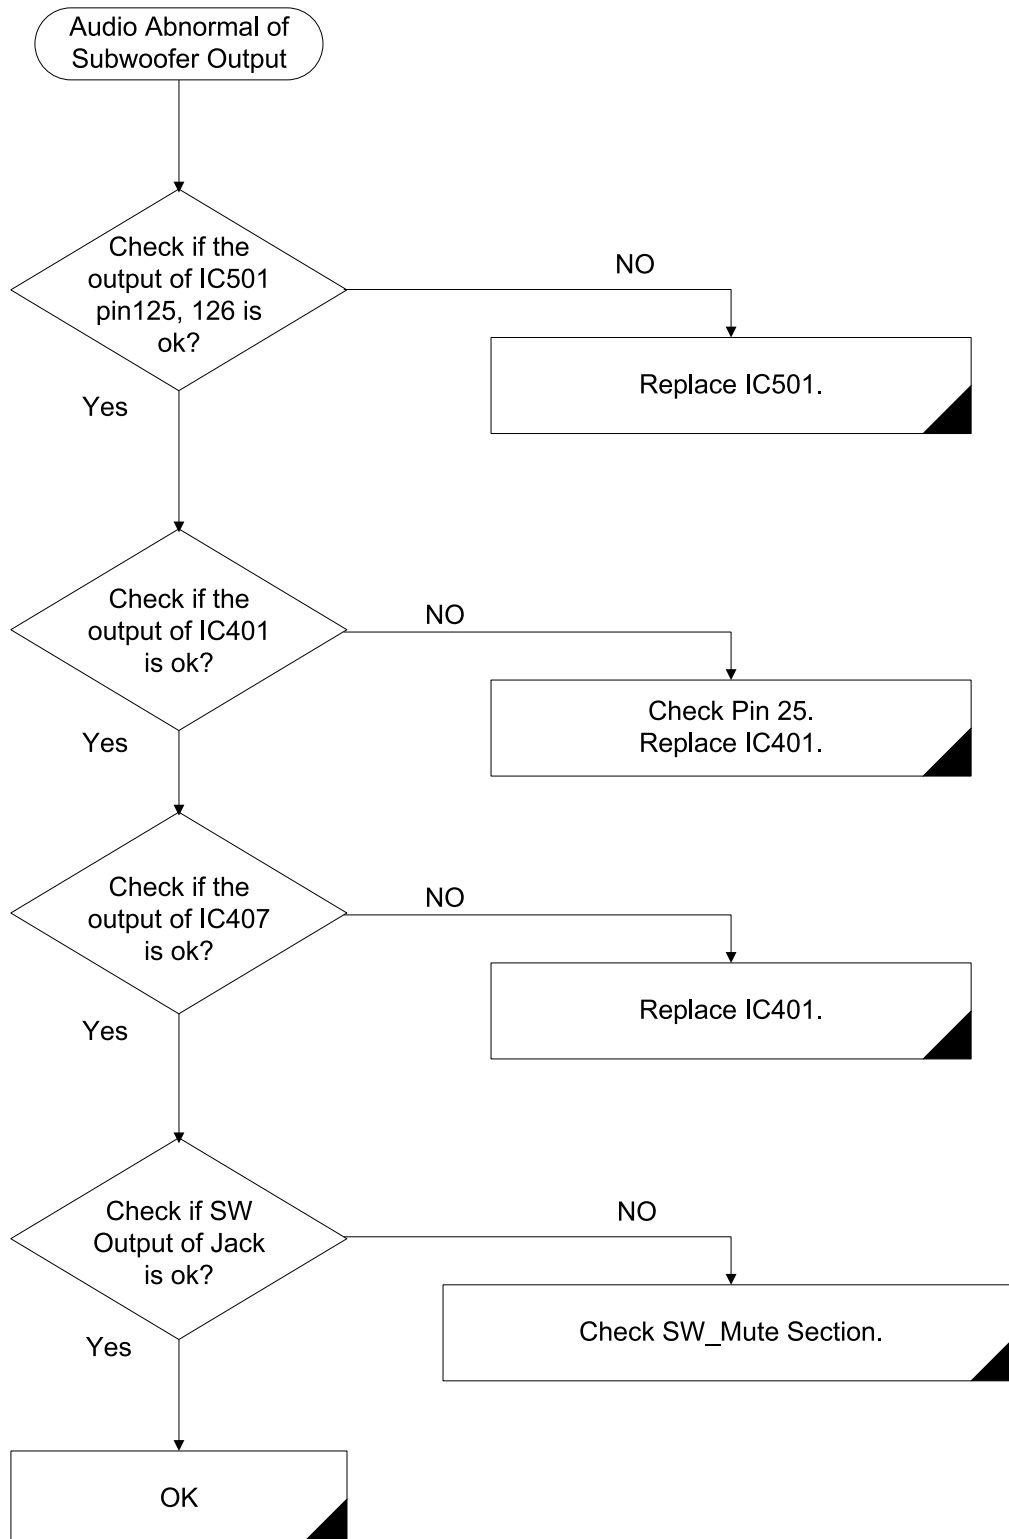 Audio Abnormal of
Subwoofer Output
Check if the
output of IC501
pin125, 126 is
ok?
NO
Replace IC501.
Yes
Check if the
output of IC401
is ok?
NO
Check Pin 25.
Replace IC401.
Yes
Check if the
output of IC407
is ok?
NO
Replace IC401.
Yes
Check if SW
Output of Jack
is ok?
NO
Check SW_Mute Section.
Yes
OK